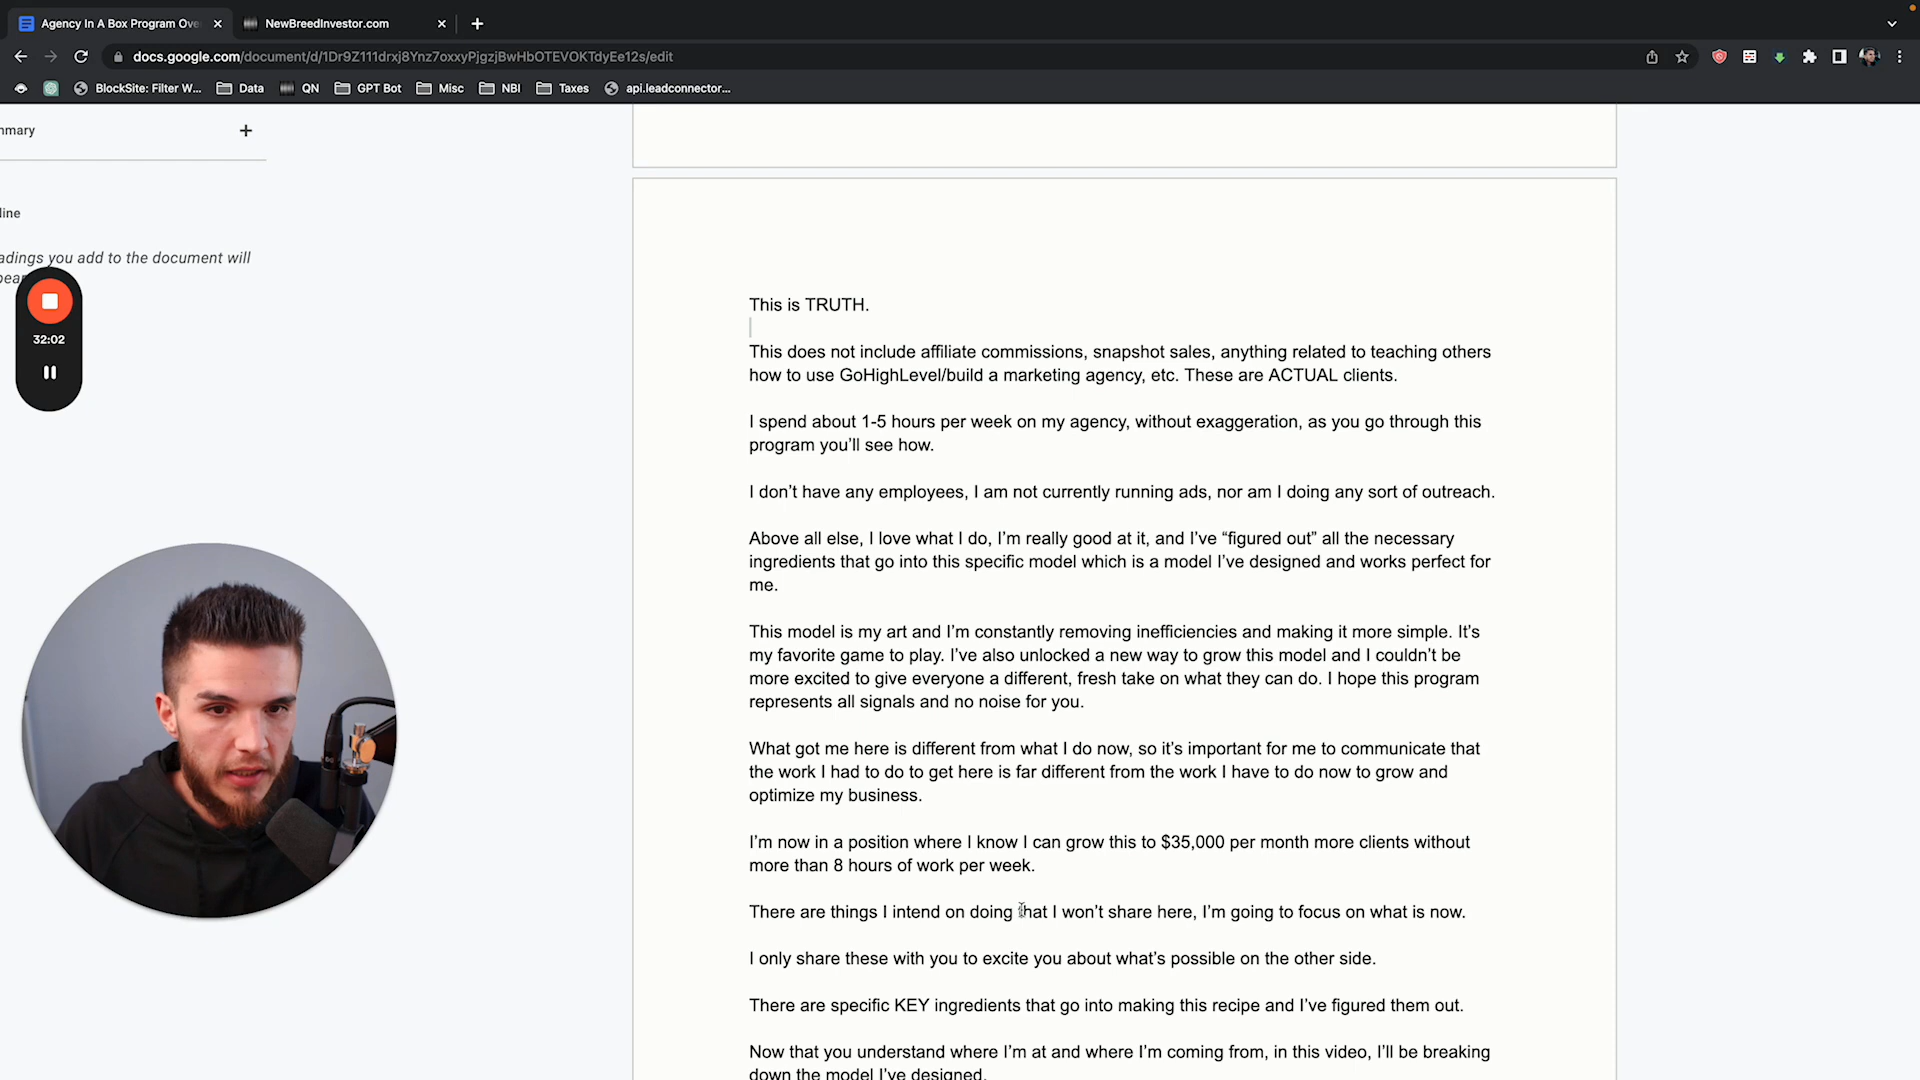 Agency In A Box Program Ove
NewBreedInvestor.com
docs.google.com/document/d/1Dr9Z111drxj8Ynz7oxxyPjgzjBwHbOTEVOKTdyEe12s/edit
BlockSite: Filter W...
Data
QN
GPT Bot
Misc
NBI
Taxes
api.leadconnector...
mmary
line
adings you add to the document will
pear
32:02
This is TRUTH.
This does not include affiliate commissions, snapshot sales, anything related to teaching others
how to use GoHighLevel/build a marketing agency, etc. These are ACTUAL clients.
I spend about 1-5 hours per week on my agency, without exaggeration, as you go through this
program you’ll see how.
I don’t have any employees, I am not currently running ads, nor am I doing any sort of outreach.
Above all else, I love what I do, I’m really good at it, and I’ve “figured out” all the necessary
ingredients that go into this specific model which is a model I’ve designed and works perfect for
me.
This model is my art and I’m constantly removing inefficiencies and making it more simple. It’s
my favorite game to play. I’ve also unlocked a new way to grow this model and I couldn’t be
more excited to give everyone a different, fresh take on what they can do. I hope this program
represents all signals and no noise for you.
What got me here is different from what I do now, so it’s important for me to communicate that
the work I had to do to get here is far different from the work I have to do now to grow and
optimize my business.
I’m now in a position where I know I can grow this to $35,000 per month more clients without
more than 8 hours of work per week.
There are things I intend on doing that I won’t share here, I’m going to focus on what is now.
I only share these with you to excite you about what’s possible on the other side.
There are specific KEY ingredients that go into making this recipe and I’ve figured them out.
Now that you understand where I’m at and where I’m coming from, in this video, I’ll be breaking
down the model I’ve designed.